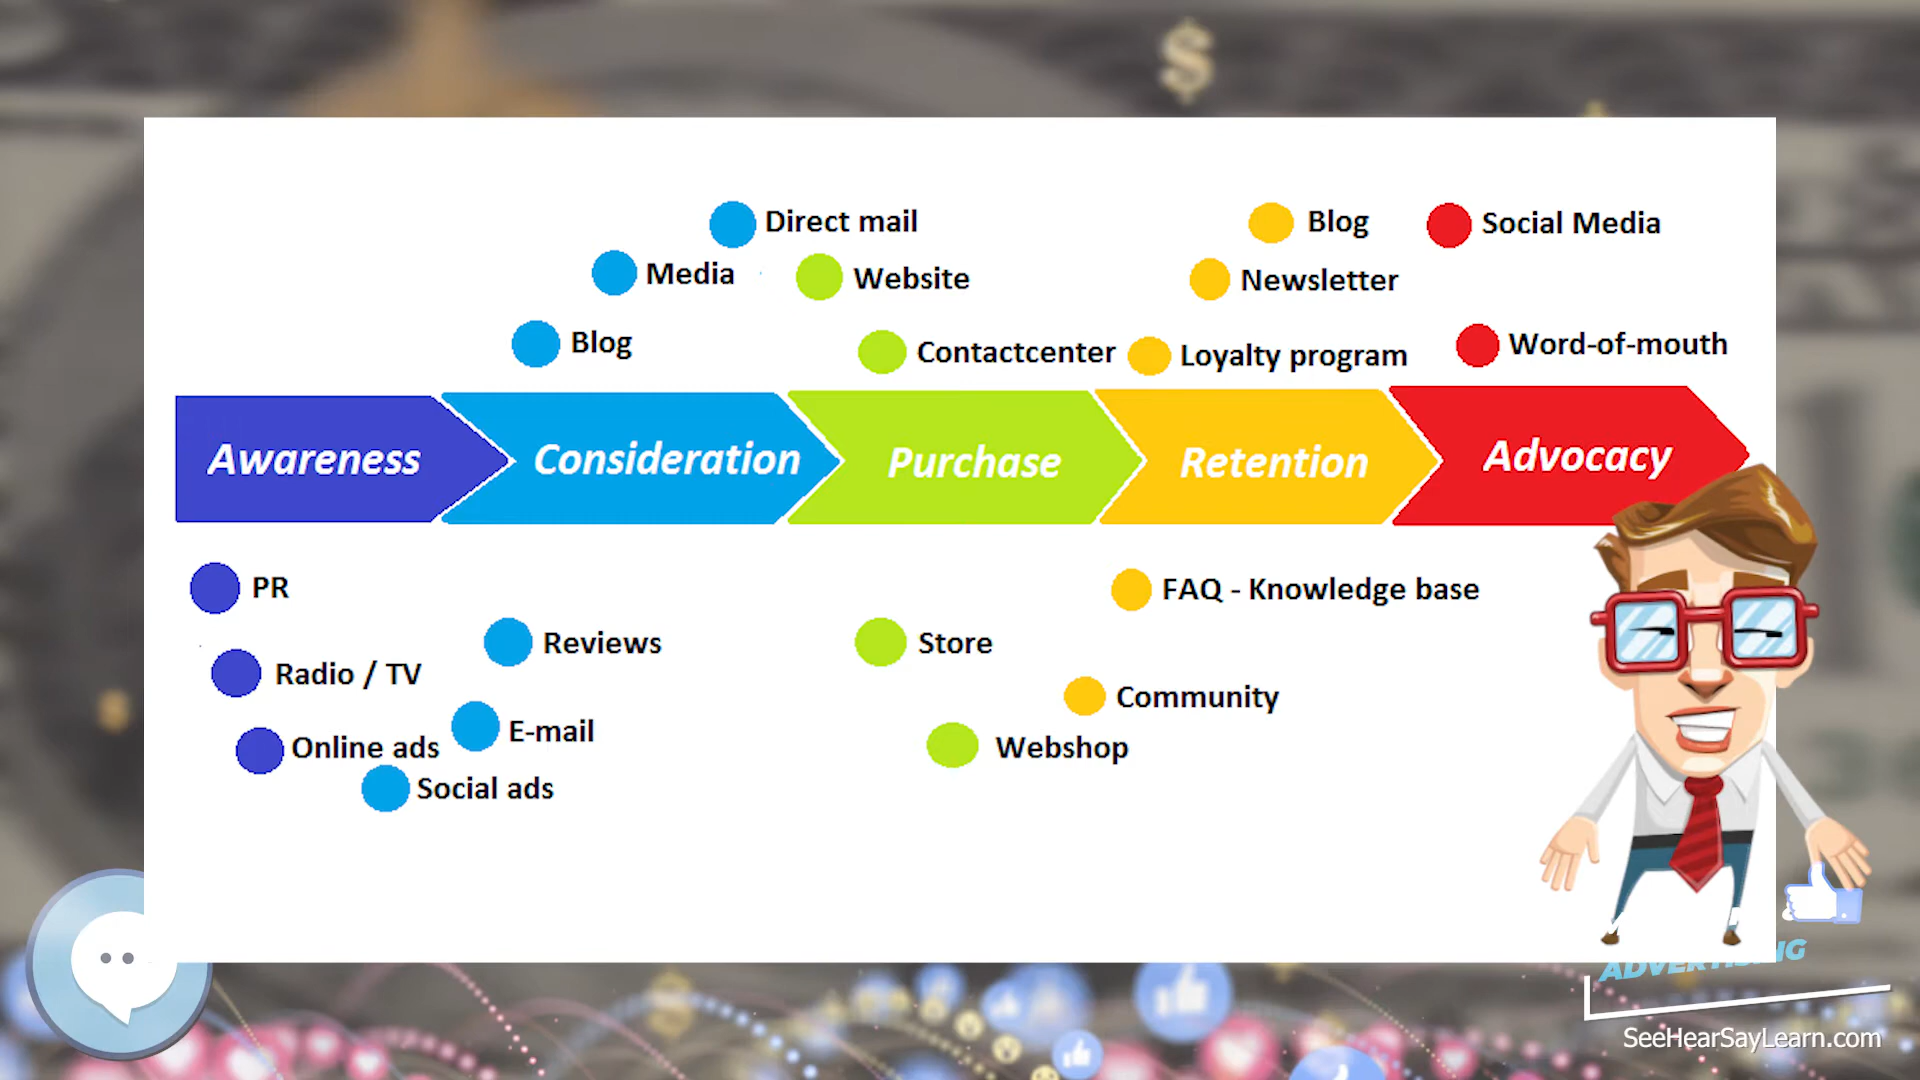 Direct mail
Blog
Social Media
Media
Website
Newsletter
Blog
Contactcenter
Loyalty program
Word-of-mouth
Awareness
Consideration
Purchase
Retention
Advocacy
PR
FAQ - Knowledge base
Reviews
Store
Radio / TV
Community
E-mail
Online ads
Webshop
Social ads
ADVERTISING
SeeHearSayLearn.com